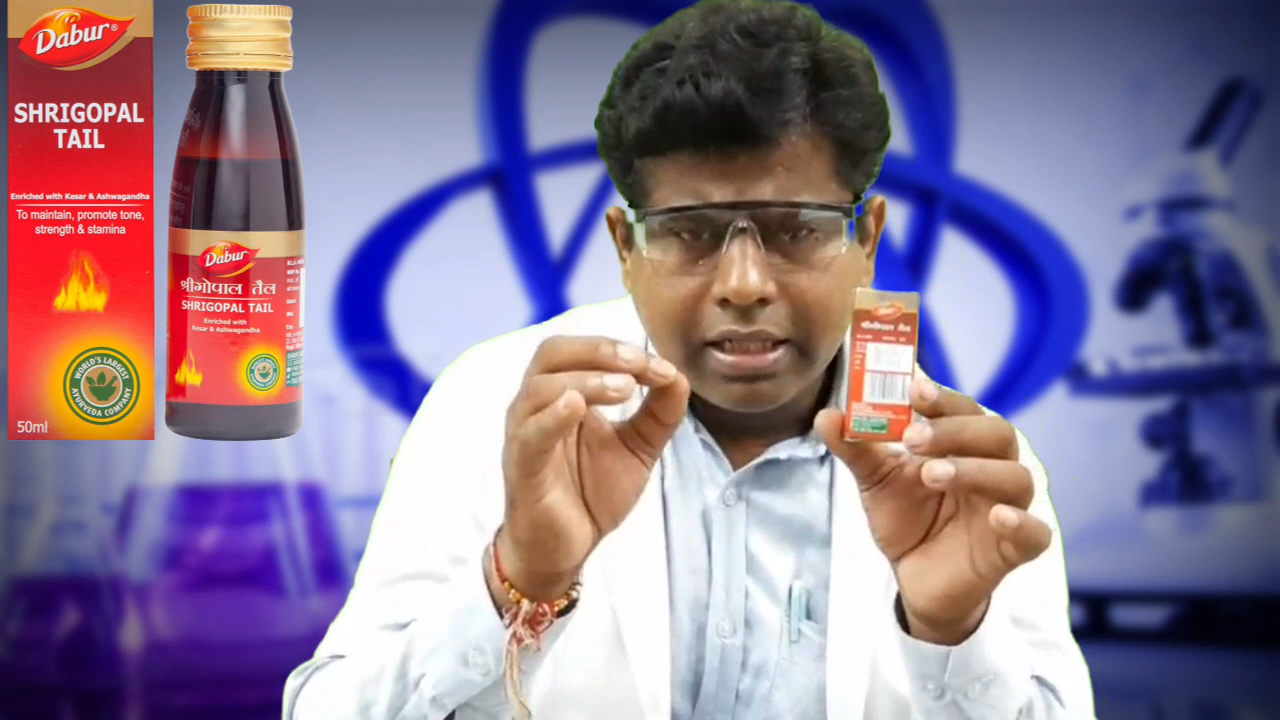 Dabur®
SHRIGOPAL
TAIL
Enriched with Kesar & Ashwagandha
To maintain, promote tone,
strength & stamina
WORLD'S LARGEST
AYURVEDA COMPANY
50ml
Dabur
श्रीगोपाल तैल
SHRIGOPAL TAIL
Enriched with
Kesar & Ashwagandha
Dabur
श्रीगोपाल तैल